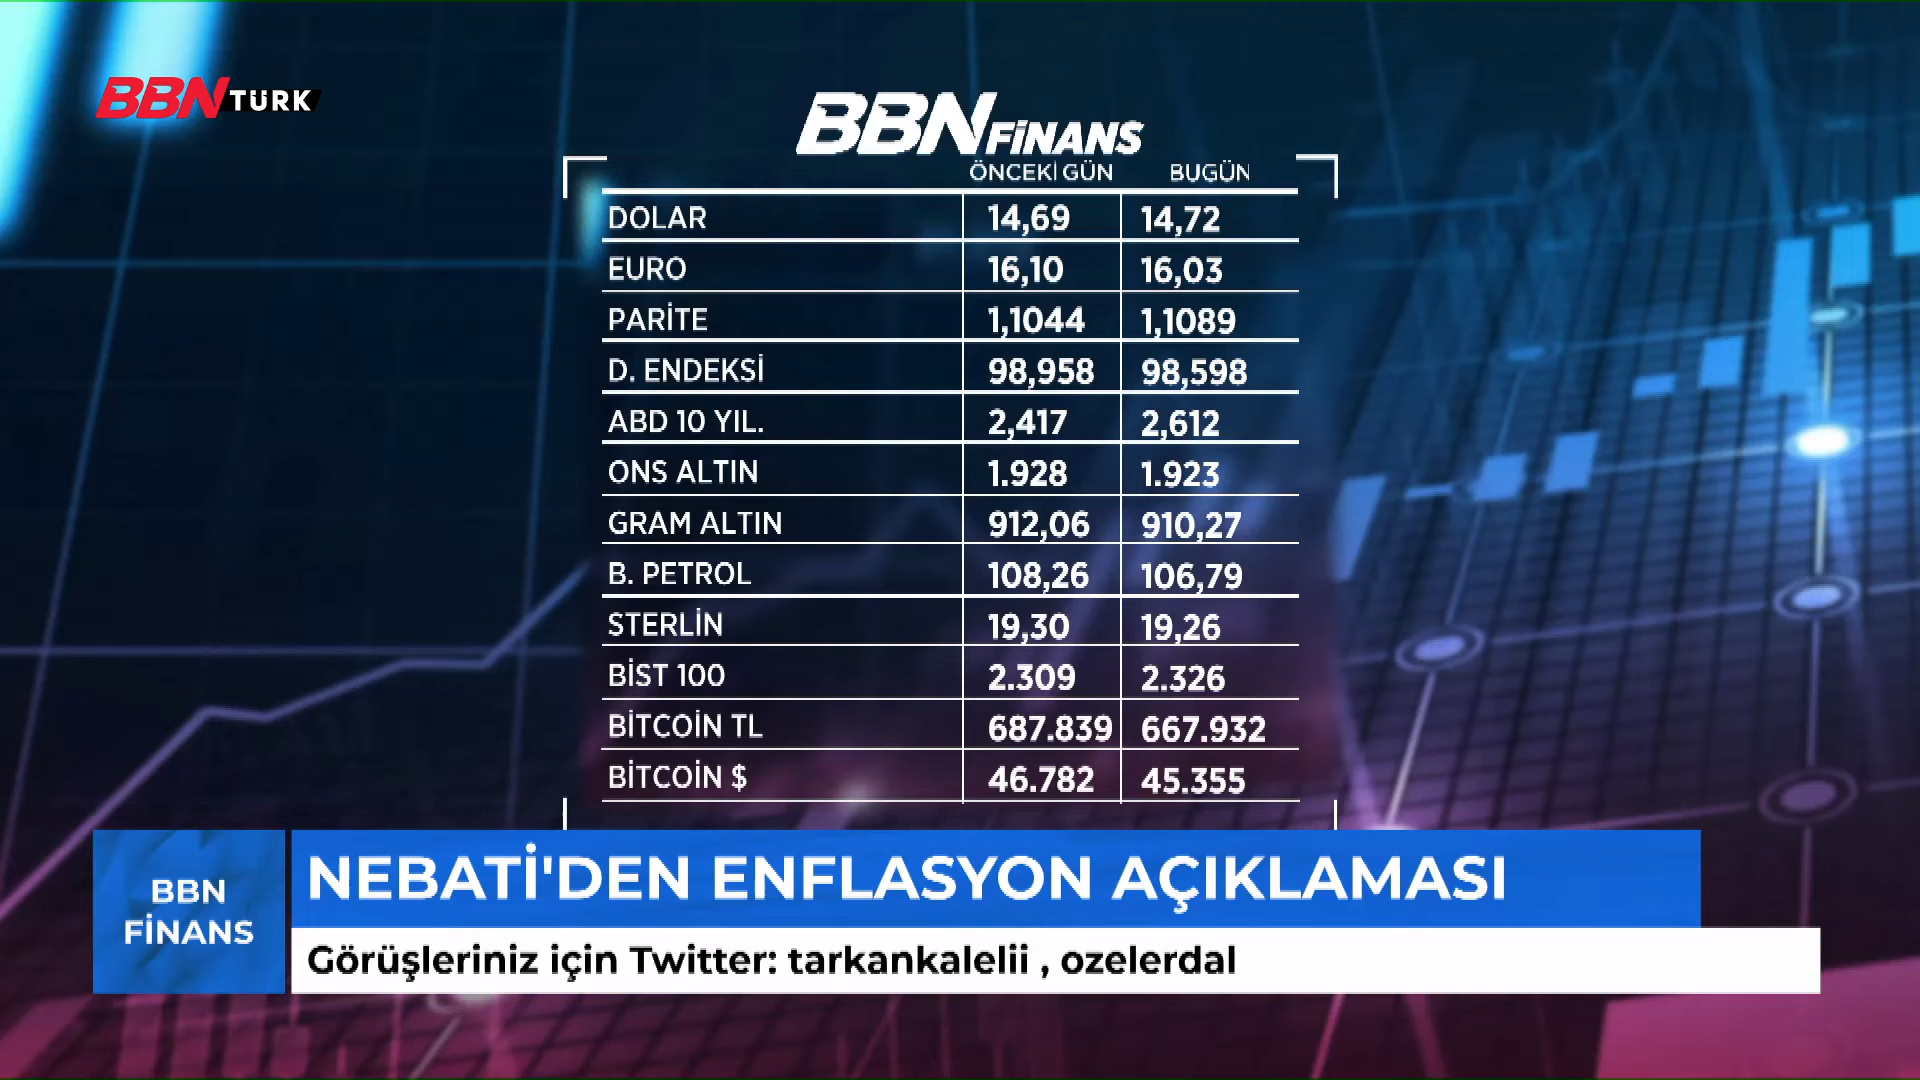 BBN TURK
BBN FİNANS
ÖNCEKİ GÜN BUGÜN
DOLAR 14,69 14,72
EURO 16,10 16,03
PARİTE 1,1044 1,1089
D. ENDEKSİ 98,958 98,598
ABD 10 YIL. 2,417 2,612
ONS ALTIN 1.928 1.923
GRAM ALTIN 912,06 910,27
B. PETROL 108,26 106,79
STERLİN 19,30 19,26
BİST 100 2.309 2.326
BİTCOİN TL 687.839 667.932
BİTCOİN $ 46.782 45.355
BBN
FİNANS
NEBATİ'DEN ENFLASYON AÇIKLAMASI
Görüşleriniz için Twitter: tarkankalelii , ozelerdal